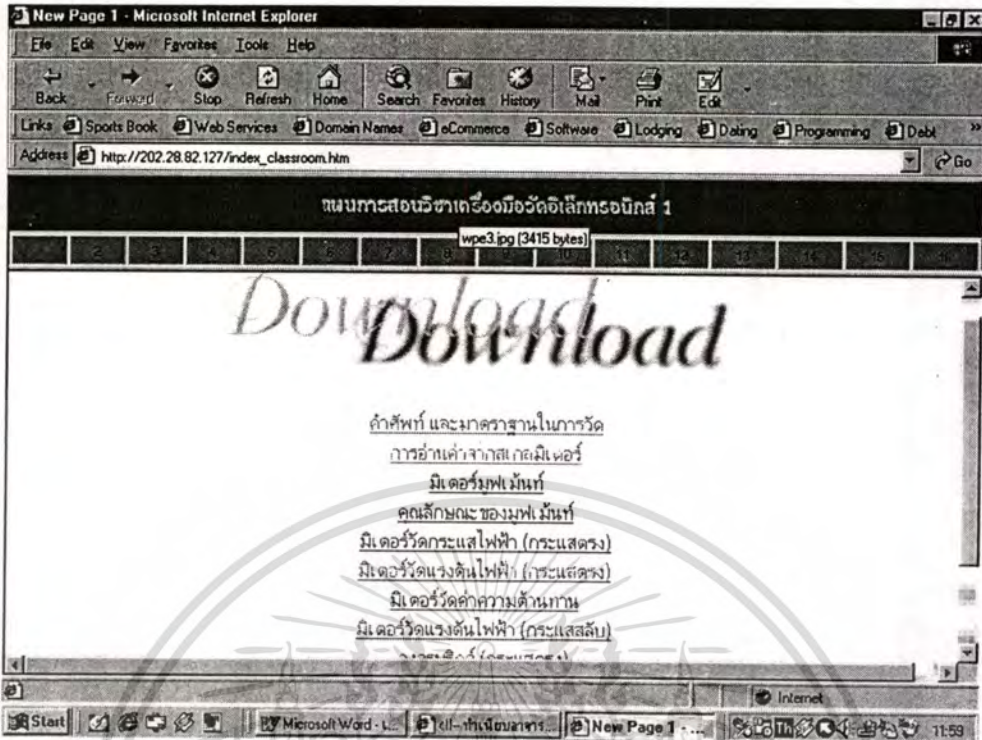 New Page 1 - Microsoft Internet Explorer
File Edit View Favorites Tools Help
Back Forward Stop Refresh Home Search Favorites History Mail Print Edit
Links Sports Book Web Services Domain Names eCommerce Software Lodging Dating Programming Debt »
Address http://202.28.82.127/index_classroom.htm Go
แผนการสอนวิชาเครื่องมือวัดอิเล็กทรอนิกส์ 1
wpe3.jpg (3415 bytes)
2 3 4 5 6 7 8 9 10 11 12 13 14 15 16
Download
Download
คำศัพท์ และมาตราฐานในการวัด
การอ่านค่าจากสเกลมิเตอร์
มิเตอร์มูฟเม้นท์
คุณลักษณะของมูฟเม้นท์
มิเตอร์วัดกระแสไฟฟ้า (กระแสตรง)
มิเตอร์วัดแรงดันไฟฟ้า (กระแสตรง)
มิเตอร์วัดค่าความต้านทาน
มิเตอร์วัดแรงดันไฟฟ้า (กระแสสลับ)
Internet
Start Microsoft Word - New Page 1 - ... Th 11:59